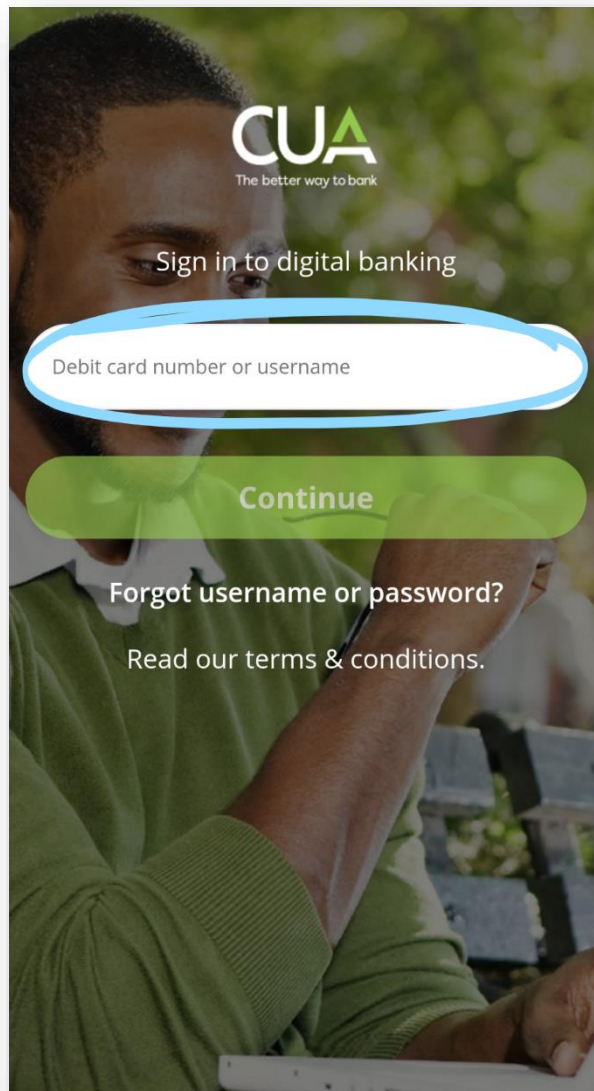 CUA
The better way to bank
Sign in to digital banking
Debit card number or username
Continue
Forgot username or password?
Read our terms & conditions.